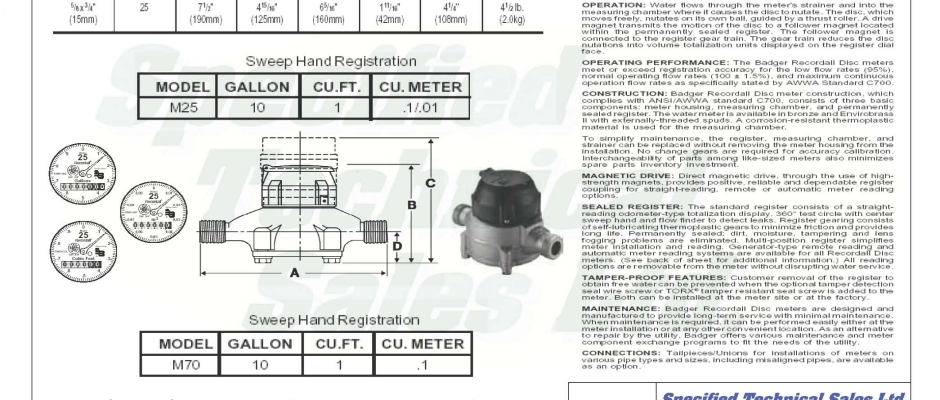 5/8 x 3/4" 25 7 1/2" 4 15/16" 6 5/16" 1 11/16" 4 1/4" 4 1/2 lb.
(15mm) (190mm) (125mm) (160mm) (42mm) (108mm) (2.0kg)
Sweep Hand Registration
MODEL GALLON CU.FT. CU. METER
M25 10 1 .1/.01
25
25
25
A
B
C
D
Sweep Hand Registration
MODEL GALLON CU.FT. CU. METER
M70 10 1 .1
OPERATION: Water flows through the meter's strainer and into the
measuring chamber where it causes the disc to nutate. The disc, which
moves freely, nutates on its own ball, guided by a thrust roller. A drive
magnet transmits the motion of the disc to a follower magnet located
within the permanently sealed register. The follower magnet is
connected to the register gear train. The gear train reduces the disc
nutations into volume totalization units displayed on the register dial
face.
OPERATING PERFORMANCE: The Badger Recordall Disc meters
meet or exceed registration accuracy for the low flow rates (95%),
normal operating flow rates (100 ± 1.5%), and maximum continuous
operation flow rates as specifically stated by AWWA Standard C700.
CONSTRUCTION: Badger Recordall Disc meter construction, which
complies with ANSI/AWWA standard C700, consists of three basic
components: meter housing, measuring chamber, and permanently
sealed register. The water meter is available in bronze and Envirobrass
II with externally-threaded spuds. A corrosion-resistant thermoplastic
material is used for the measuring chamber.
To simplify maintenance, the register, measuring chamber, and
strainer can be replaced without removing the meter housing from the
installation. No change gears are required for accuracy calibration.
Interchangeability of parts among like-sized meters also minimizes
spare parts inventory investment.
MAGNETIC DRIVE: Direct magnetic drive, through the use of high-
strength magnets, provides positive, reliable and dependable register
coupling for straight-reading, remote or automatic meter reading
options.
SEALED REGISTER: The standard register consists of a straight-
reading odometer-type totalization display, 360° test circle with center
sweep hand and flow finder to detect leaks. Register gearing consists
of self-lubricating thermoplastic gears to minimize friction and provides
long life. Permanently sealed; dirt, moisture, tampering and lens
fogging problems are eliminated. Multi-position register simplifies
meter installation and reading. Generator-type remote reading and
automatic meter reading systems are available for all Recordall Disc
meters. (See back of sheet for additional information.) All reading
options are removable from the meter without disrupting water service.
TAMPER-PROOF FEATURES: Customer removal of the register to
obtain free water can be prevented when the optional tamper detection
seal wire screw or TORX® tamper resistant seal screw is added to the
meter. Both can be installed at the meter site or at the factory.
MAINTENANCE: Badger Recordall Disc meters are designed and
manufactured to provide long-term service with minimal maintenance.
When maintenance is required, it can be performed easily either at the
meter installation or at any other convenient location. As an alternative
to repair by the utility, Badger offers various maintenance and meter
component exchange programs to fit the needs of the utility.
CONNECTIONS: Tailpieces/Unions for installations of meters on
various pipe types and sizes, including misaligned pipes, are available
as an option.
Specified Technical Sales Ltd